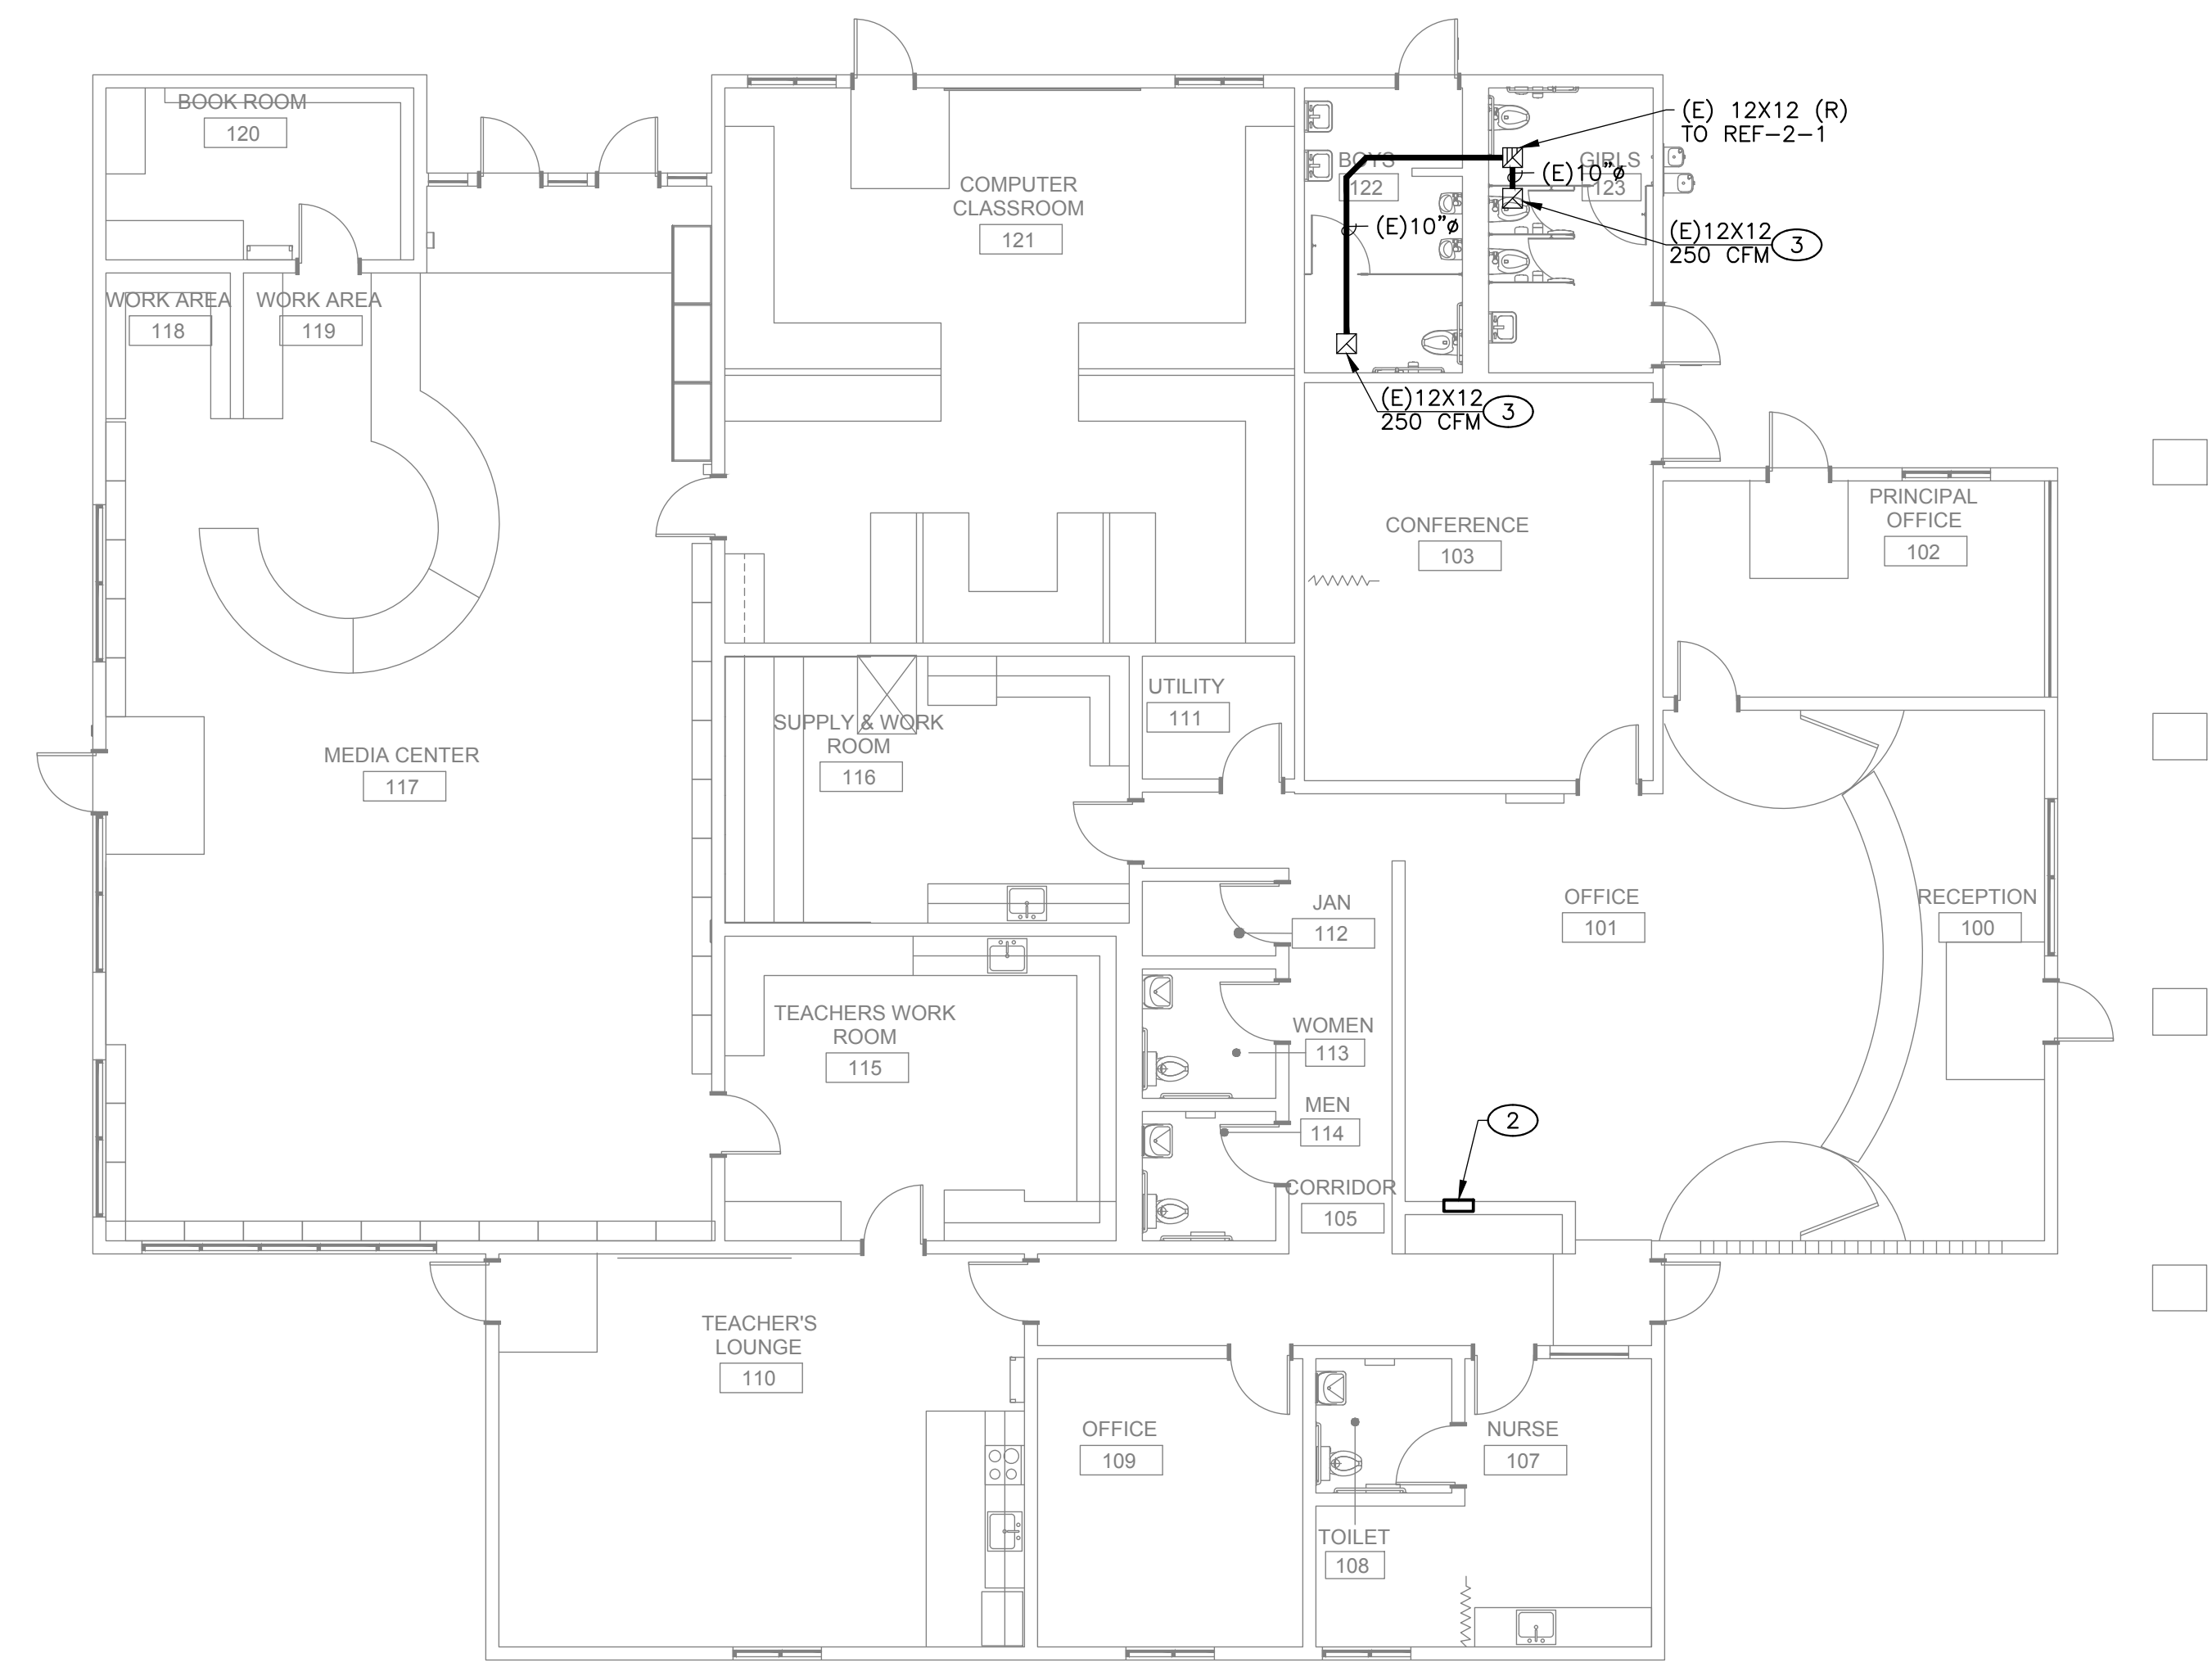 BOOK ROOM
120
(E) 12X12 (R)
TO REF-2-1
BOYS
122
GIRLS
123
(E)10"ø
(E)10"ø
(E)12X12
250 CFM
3
COMPUTER
CLASSROOM
121
WORK AREA
118
WORK AREA
119
(E)12X12
250 CFM
3
CONFERENCE
103
PRINCIPAL
OFFICE
102
UTILITY
111
SUPPLY & WORK
ROOM
116
MEDIA CENTER
117
JAN
112
OFFICE
101
RECEPTION
100
TEACHERS WORK
ROOM
115
WOMEN
113
MEN
114
2
CORRIDOR
105
TEACHER'S
LOUNGE
110
OFFICE
109
NURSE
107
TOILET
108